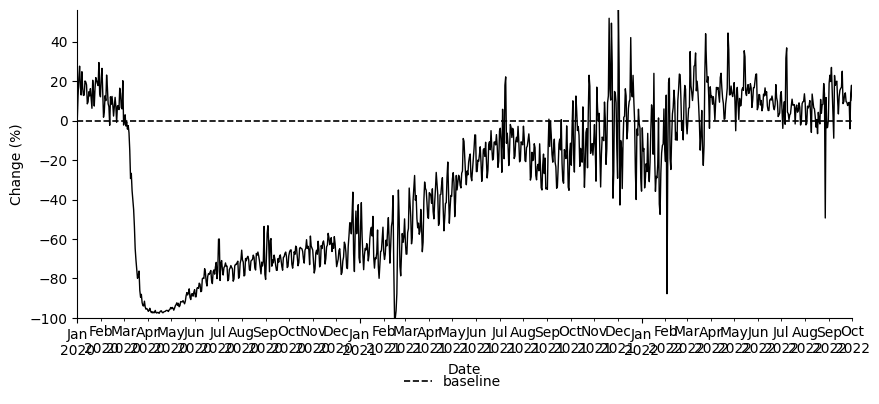 Change (%)
40
20
0
−20
−40
−60
−80
−100
Jan Feb Mar Apr May Jun Jul Aug Sep Oct Nov Dec Jan Feb Mar Apr May Jun Jul Aug Sep Oct Nov Dec Jan Feb Mar Apr May Jun Jul Aug Sep Oct
2020 2020 2020 2020 2020 2020 2020 2020 2020 2020 2020 2020 2021 2021 2021 2021 2021 2021 2021 2021 2021 2021 2021 2021 2022 2022 2022 2022 2022 2022 2022 2022 2022 2022
Date
baseline